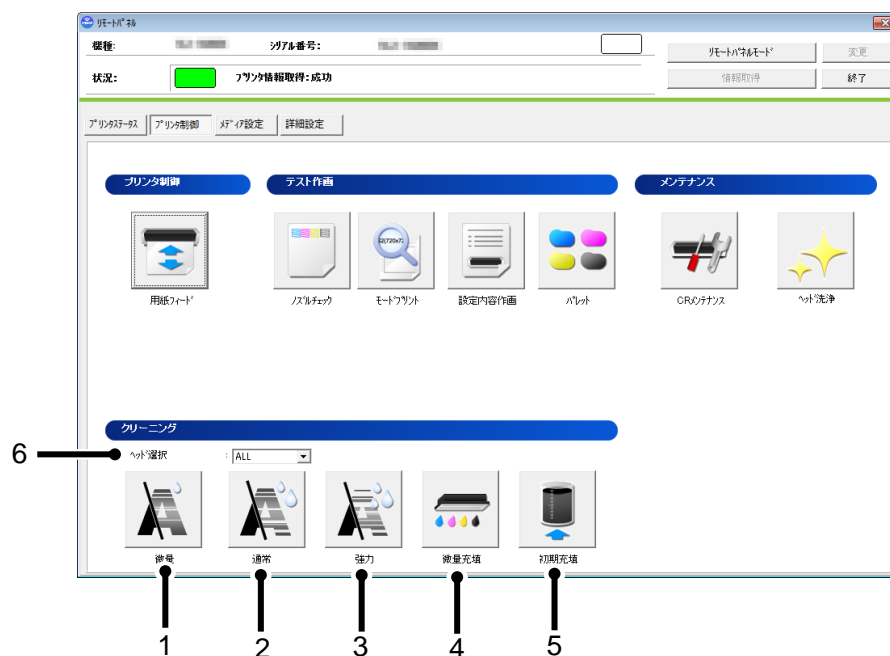 リモートパネル
機種:
シリアル番号:
リモートパネルモード
変更
状況:
プリンタ情報取得:成功
情報取得
終了
プリンタステータス
プリンタ制御
メディア設定
詳細設定
プリンタ制御
テスト作画
メンテナンス
用紙フィード
ノズルチェック
モードプリント
設定内容作画
パレット
CRメンテナンス
ヘッド洗浄
クリーニング
6
ヘッド選択
: ALL
微量
通常
強力
微量充填
初期充填
1
2
3
4
5